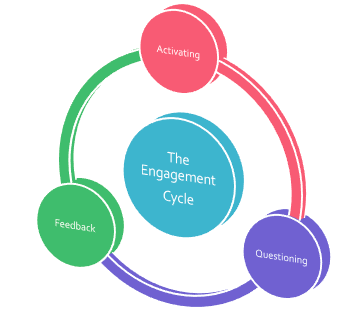 Activating
The
Engagement
Cycle
Feedback
Questioning